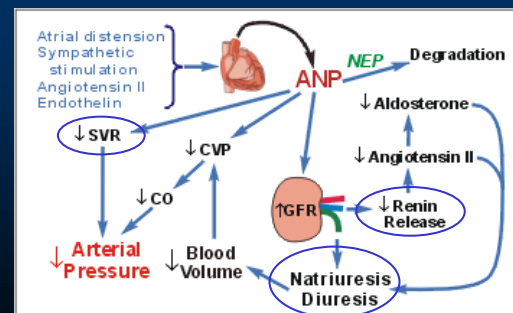 Atrial distension
Sympathetic
stimulation
Angiotensin II
Endothelin
ANP
NEP
Degradation
↓ Aldosterone
↓ SVR
↓ CVP
↓ Angiotensin II
↓ CO
↑GFR
↓ Renin
Release
↓ Arterial
Pressure
↓ Blood
Volume
Natriuresis
Diuresis